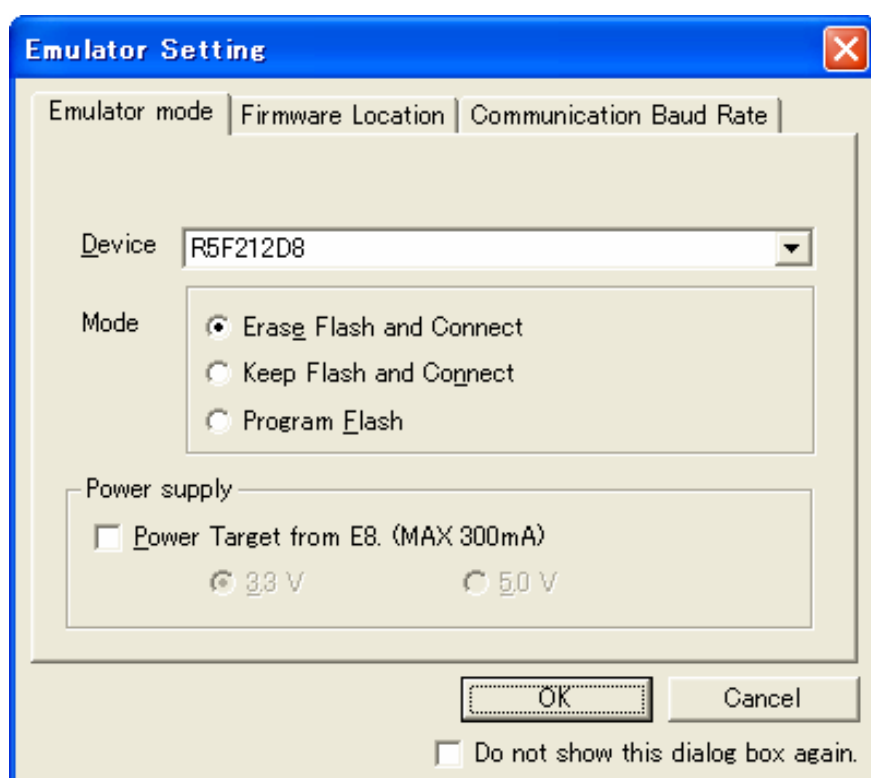 Emulator Setting
Emulator mode Firmware Location Communication Baud Rate
Device R5F212D8
Mode Erase Flash and Connect
Keep Flash and Connect
Program Flash
Power supply
Power Target from E8. (MAX 300mA)
3.3 V 5.0 V
OK Cancel
Do not show this dialog box again.